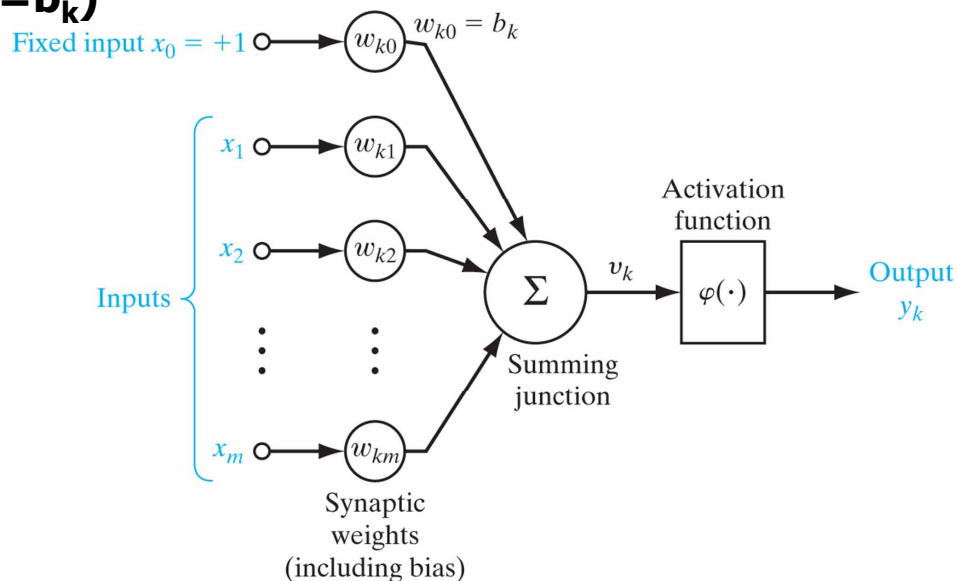 =bₖ)
Fixed input x₀ = +1
wₖ₀
wₖ₀ = bₖ
x₁
wₖ₁
x₂
wₖ₂
Inputs
⋮
⋮
xₘ
wₖₘ
Σ
Summing
junction
vₖ
Activation
function
φ(·)
Output
yₖ
Synaptic
weights
(including bias)